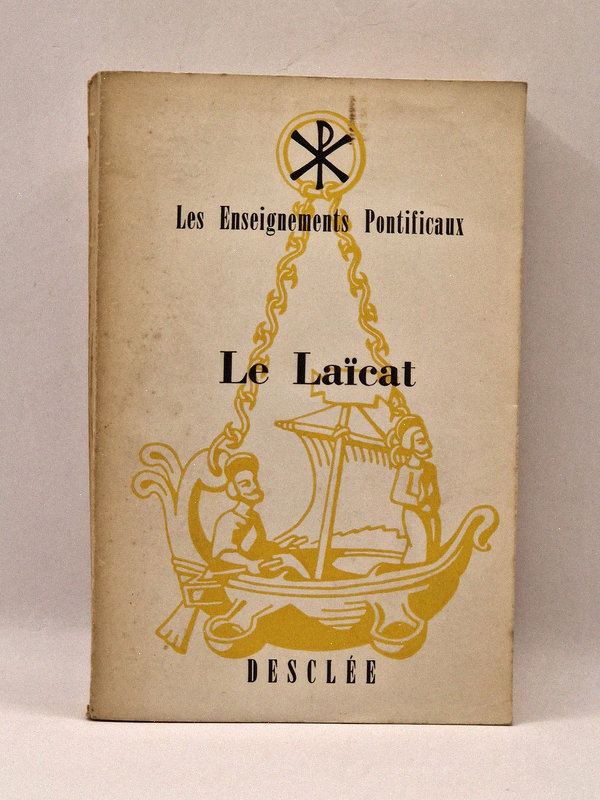 Les Enseignements Pontificaux
Le Laïcat
DESCLÉE